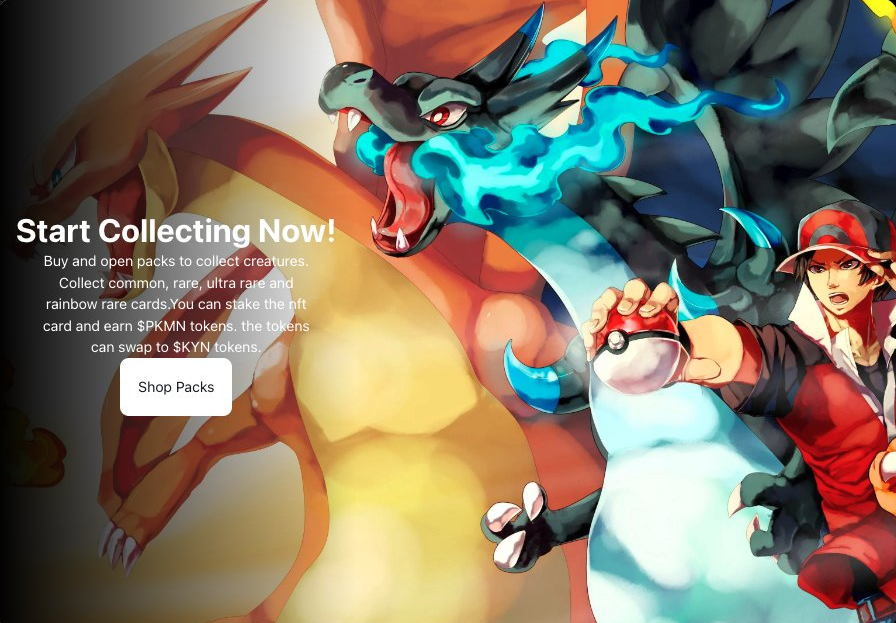 Start Collecting Now!
Buy and open packs to collect creatures.
Collect common, rare, ultra rare and
rainbow rare cards.You can stake the nft
card and earn $PKMN tokens. the tokens
can swap to $KYN tokens.
Shop Packs